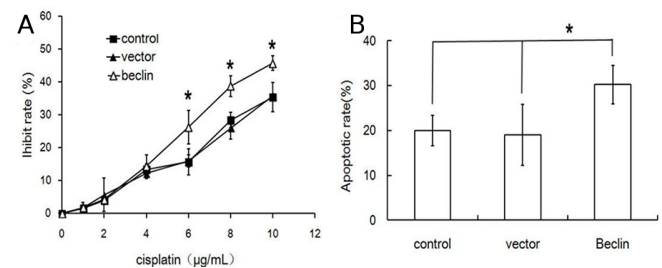 A
60
50
40
30
20
10
0
Ihibit rate (%)
control
vector
beclin
*
*
*
0 2 4 6 8 10 12
cisplatin（µg/mL）
B
40
30
20
10
0
Apoptotic rate(%)
*
control vector Beclin